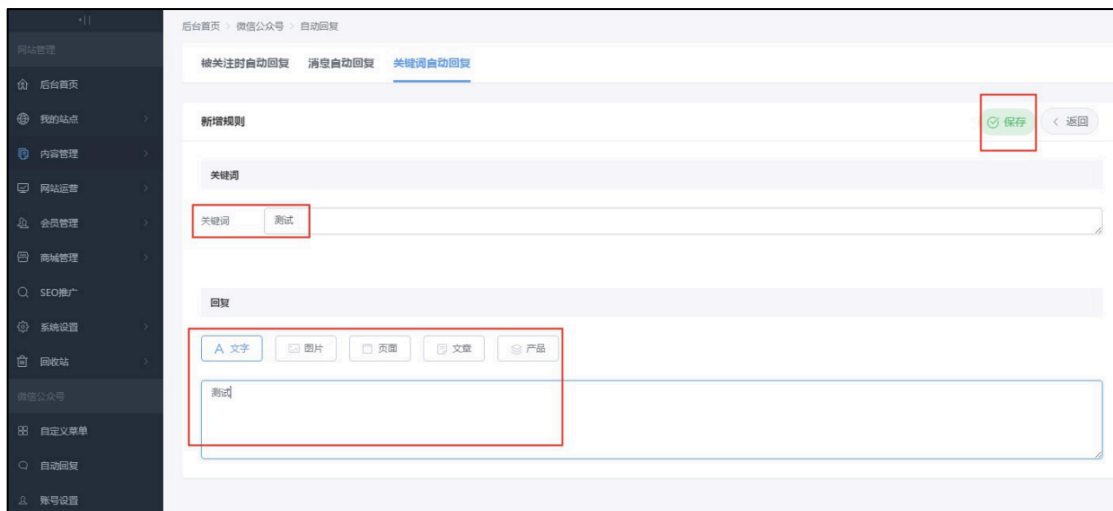 后台首页 > 微信公众号 > 自动回复
网站管理
后台首页
我的站点
内容管理
网站运营
会员管理
商城管理
SEO推广
系统设置
回收站
微信公众号
自定义菜单
自动回复
账号设置
被关注时自动回复 消息自动回复 关键词自动回复
新增规则 保存 < 返回
关键词
关键词 测试
回复
A 文字 图片 页面 文章 产品
测试